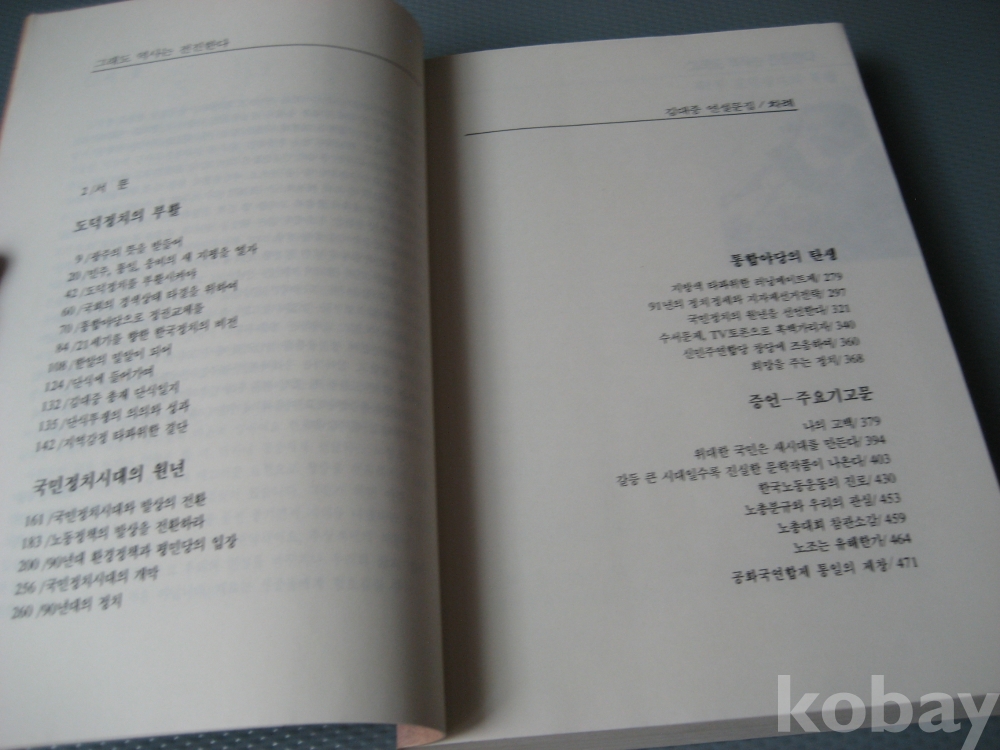 그래도 역사는 전진한다
2/서 문
도덕정치의 부활
9/광주의 뜻을 받들어
20/민주, 통일, 웅비의 새 지평을 열자
42/도덕정치를 부활시켜야
60/국회의 경색상태 타결을 위하여
70/통합야당으로 정권교체를
84/21세기를 향한 한국정치의 비전
108/한알의 밀알이 되어
124/단식에 들어가며
132/김대중 총재 단식일지
135/단식투쟁의 의의와 성과
142/지역감정 타파위한 결단
국민정치시대의 원년
161/국민정치시대와 발상의 전환
183/노동정책의 발상을 전환하라
200/90년대 환경정책과 평민당의 입장
256/국민정치시대의 개막
260/90년대의 정치
김대중 연설문집/차례
통합야당의 탄생
지방색 타파위한 러닝메이트제/279
91년의 정치정세와 지자제선거전략/297
국민정치의 원년을 선언한다/321
수서문제, TV토론으로 흑백가리자/340
신민주연합당 창당에 즈음하여/360
희망을 주는 정치/368
증언-주요기고문
나의 고백/379
위대한 국민은 새시대를 만든다/394
갈등 큰 시대일수록 진실한 문학작품이 나온다/403
한국노동운동의 진로/430
노총분규와 우리의 관심/453
노총대회 참관소감/459
노조는 유해한가/464
공화국연합제 통일의 제창/471
kobay